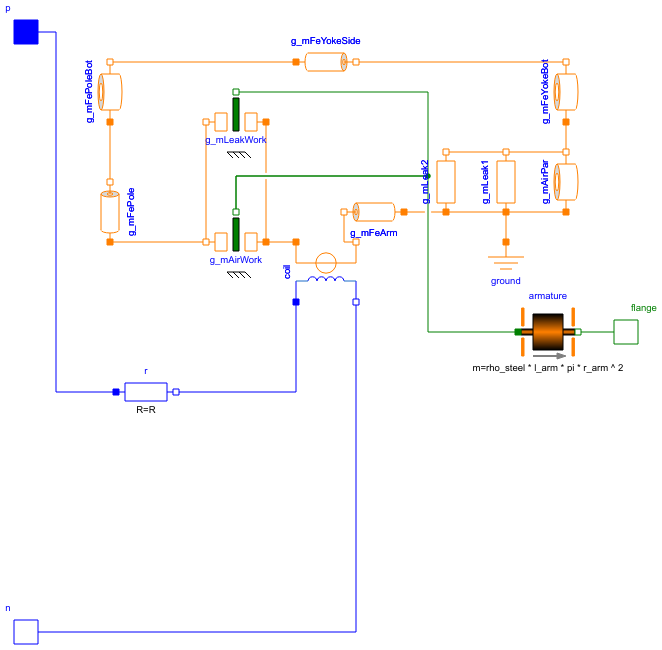 p
g_mFeYokeSide
g_mFePoleBot
g_mFeYokeBot
g_mLeakWork
g_mLeak2
g_mLeak1
g_mAirPar
g_mFePole
g_mFeArm
g_mAirWork
coil
ground
armature
flange
m=rho_steel * l_arm * pi * r_arm ^ 2
r
R=R
n